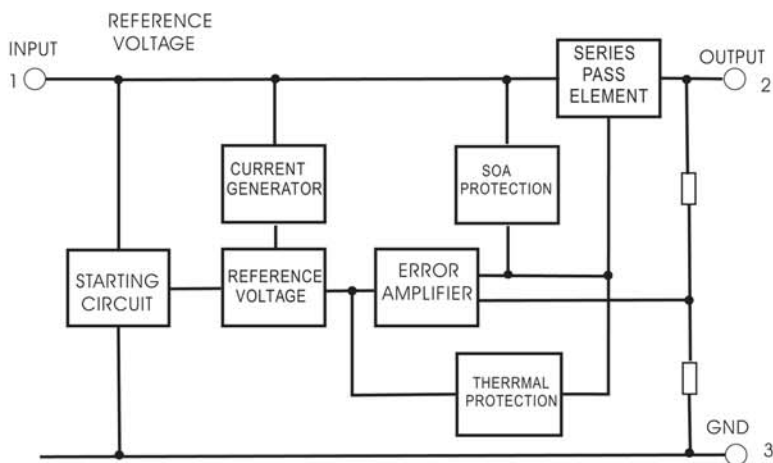 REFERENCE
VOLTAGE
INPUT
1
SERIES
PASS
ELEMENT
OUTPUT
2
CURRENT
GENERATOR
SOA
PROTECTION
STARTING
CIRCUIT
REFERENCE
VOLTAGE
ERROR
AMPLIFIER
THERRMAL
PROTECTION
GND
3